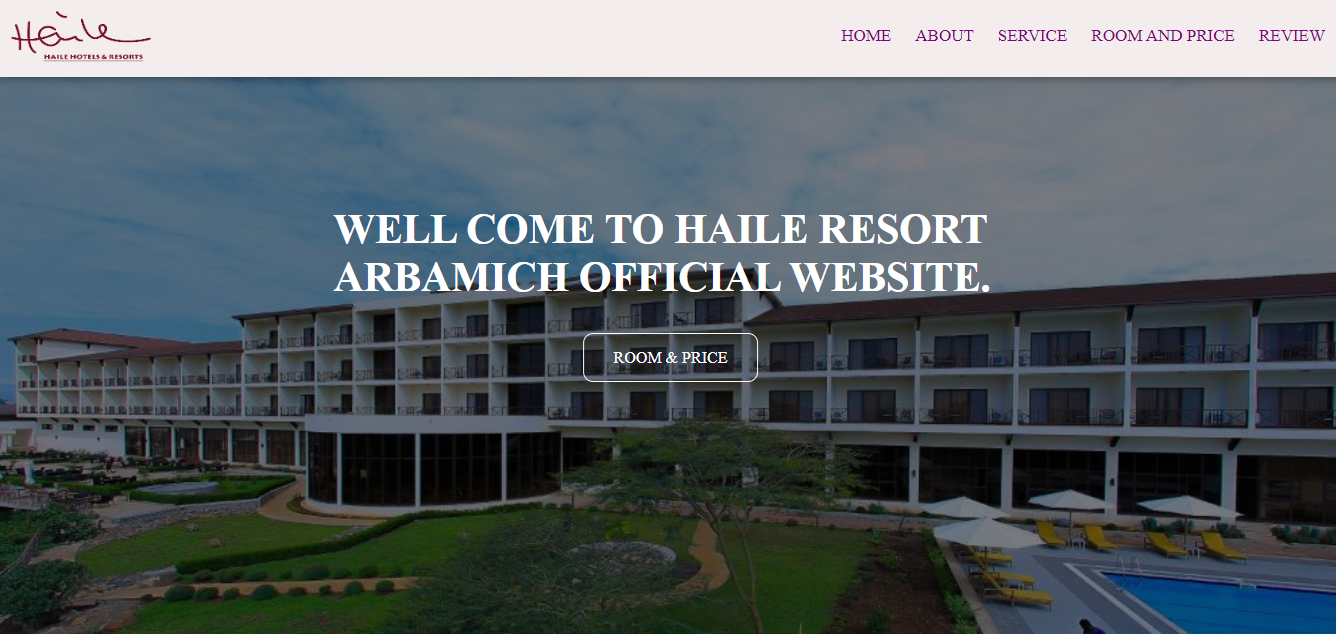 Haile
HAILE HOTELS & RESORTS
HOME ABOUT SERVICE ROOM AND PRICE REVIEW
WELL COME TO HAILE RESORT
ARBAMICH OFFICIAL WEBSITE.
ROOM & PRICE